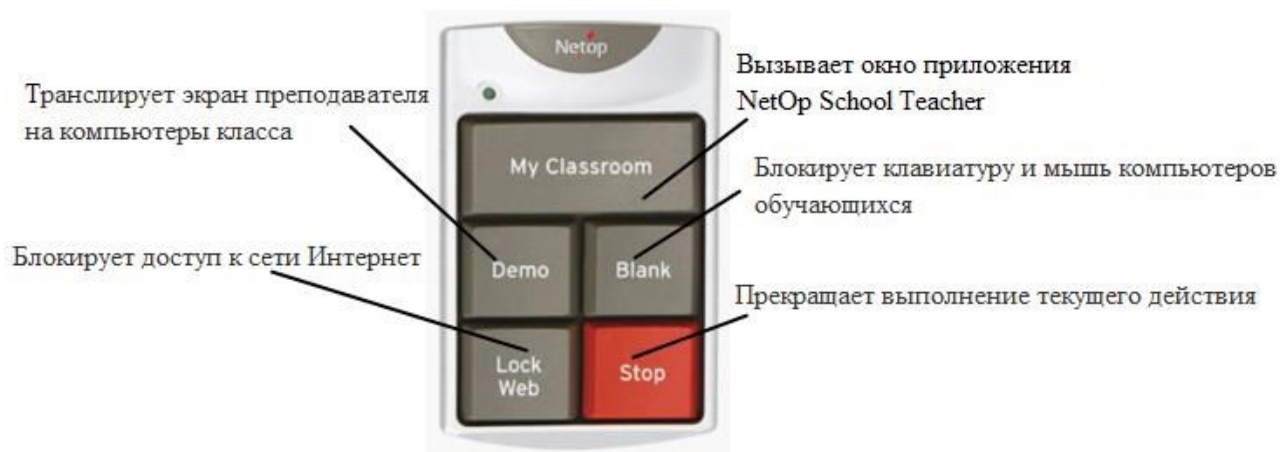 Netop
Вызывает окно приложения
NetOp School Teacher
Транслирует экран преподавателя
на компьютеры класса
My Classroom
Блокирует клавиатуру и мышь компьютеров
обучающихся
Блокирует доступ к сети Интернет
Demo
Blank
Прекращает выполнение текущего действия
Lock
Web
Stop